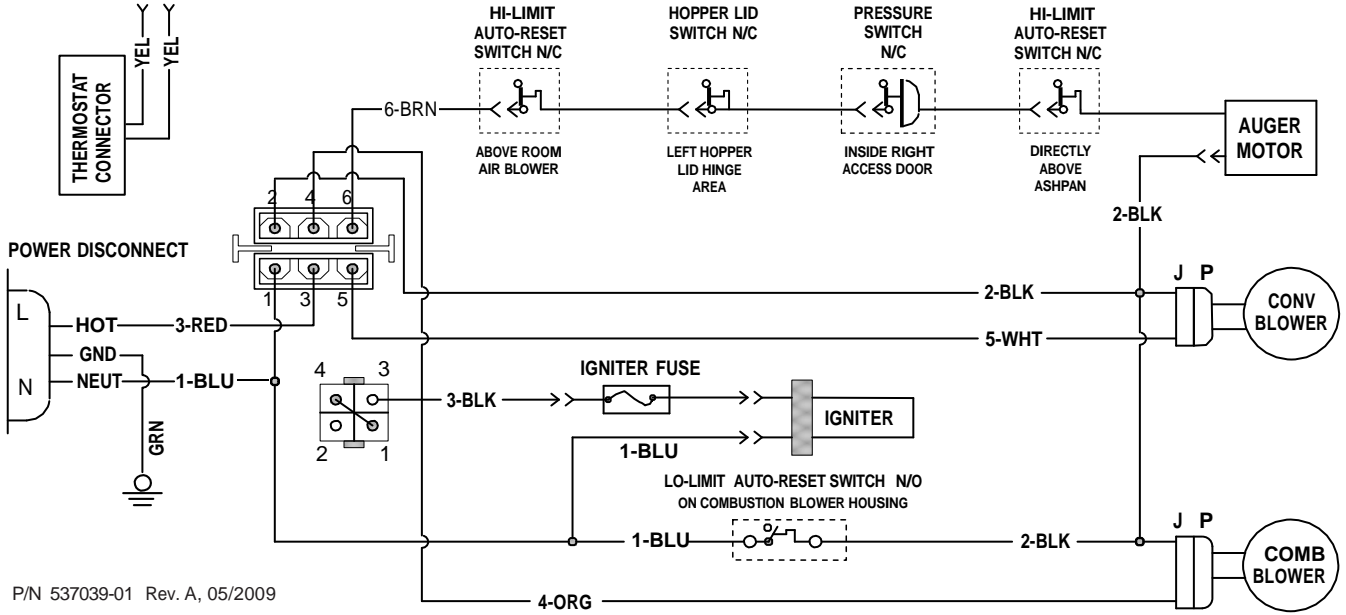 HI-LIMIT
AUTO-RESET
SWITCH N/C
HOPPER LID
SWITCH N/C
PRESSURE
SWITCH
N/C
HI-LIMIT
AUTO-RESET
SWITCH N/C
YEL
YEL
THERMOSTAT
CONNECTOR
6-BRN
AUGER
MOTOR
ABOVE ROOM
AIR BLOWER
LEFT HOPPER
LID HINGE
AREA
INSIDE RIGHT
ACCESS DOOR
DIRECTLY
ABOVE
ASHPAN
2-BLK
2 4 6
POWER DISCONNECT
1 3 5
L
HOT
3-RED
GND
N
NEUT
1-BLU
GRN
2-BLK
5-WHT
J P
CONV
BLOWER
4 3
2 1
3-BLK
IGNITER FUSE
IGNITER
1-BLU
LO-LIMIT AUTO-RESET SWITCH N/O
ON COMBUSTION BLOWER HOUSING
1-BLU
2-BLK
J P
COMB
BLOWER
4-ORG
P/N 537039-01 Rev. A, 05/2009